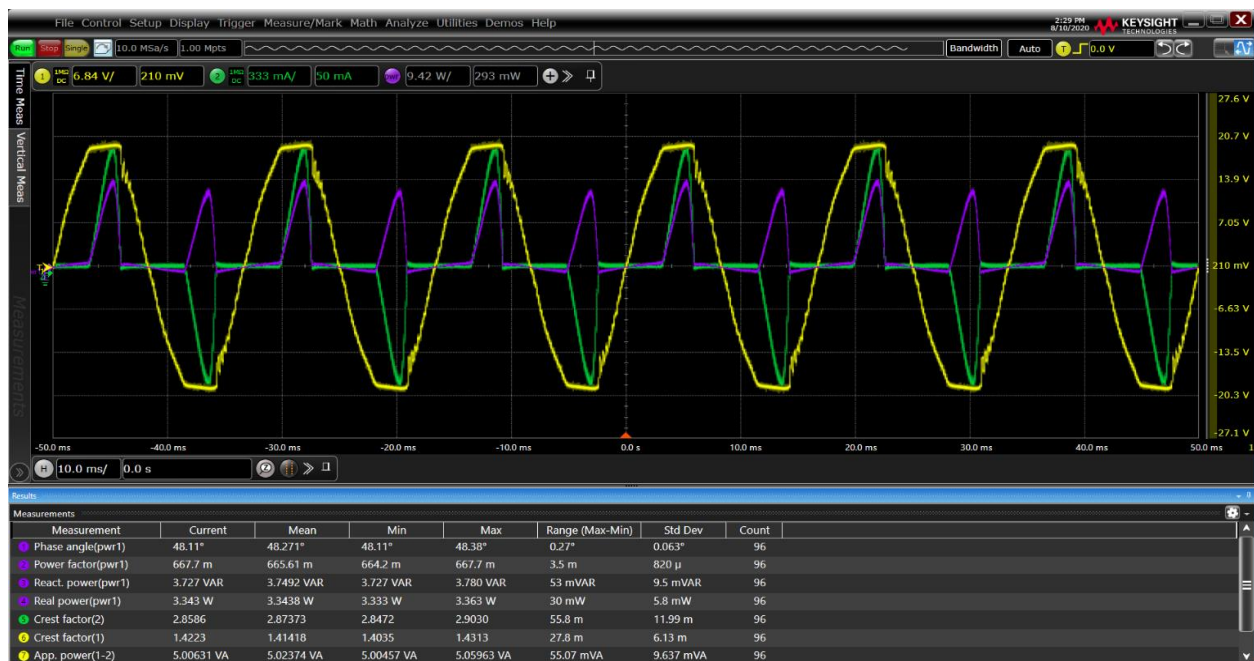 File Control Setup Display Trigger Measure/Mark Math Analyze Utilities Demos Help
2:29 PM
8/10/2020
KEYSIGHT
TECHNOLOGIES
Run Stop Single 10.0 MSa/s 1.00 Mpts Bandwidth Auto T 0.0 V
1 1MΩ DC 6.84 V/ 210 mV 2 1MΩ DC 333 mA/ 50 mA pwr1 9.42 W/ 293 mW
Time Meas
Vertical Meas
Measurements
27.6 V
20.7 V
13.9 V
7.05 V
210 mV
-6.63 V
-13.5 V
-20.3 V
-27.1 V
-50.0 ms -40.0 ms -30.0 ms -20.0 ms -10.0 ms 0.0 s 10.0 ms 20.0 ms 30.0 ms 40.0 ms 50.0 ms 1
H 10.0 ms/ 0.0 s
Results
Measurements
Measurement Current Mean Min Max Range (Max-Min) Std Dev Count
1 Phase angle(pwr1) 48.11° 48.271° 48.11° 48.38° 0.27° 0.063° 96
2 Power factor(pwr1) 667.7 m 665.61 m 664.2 m 667.7 m 3.5 m 820 µ 96
3 React. power(pwr1) 3.727 VAR 3.7492 VAR 3.727 VAR 3.780 VAR 53 mVAR 9.5 mVAR 96
4 Real power(pwr1) 3.343 W 3.3438 W 3.333 W 3.363 W 30 mW 5.8 mW 96
5 Crest factor(2) 2.8586 2.87373 2.8472 2.9030 55.8 m 11.99 m 96
6 Crest factor(1) 1.4223 1.41418 1.4035 1.4313 27.8 m 6.13 m 96
7 App. power(1-2) 5.00631 VA 5.02374 VA 5.00457 VA 5.05963 VA 55.07 mVA 9.637 mVA 96